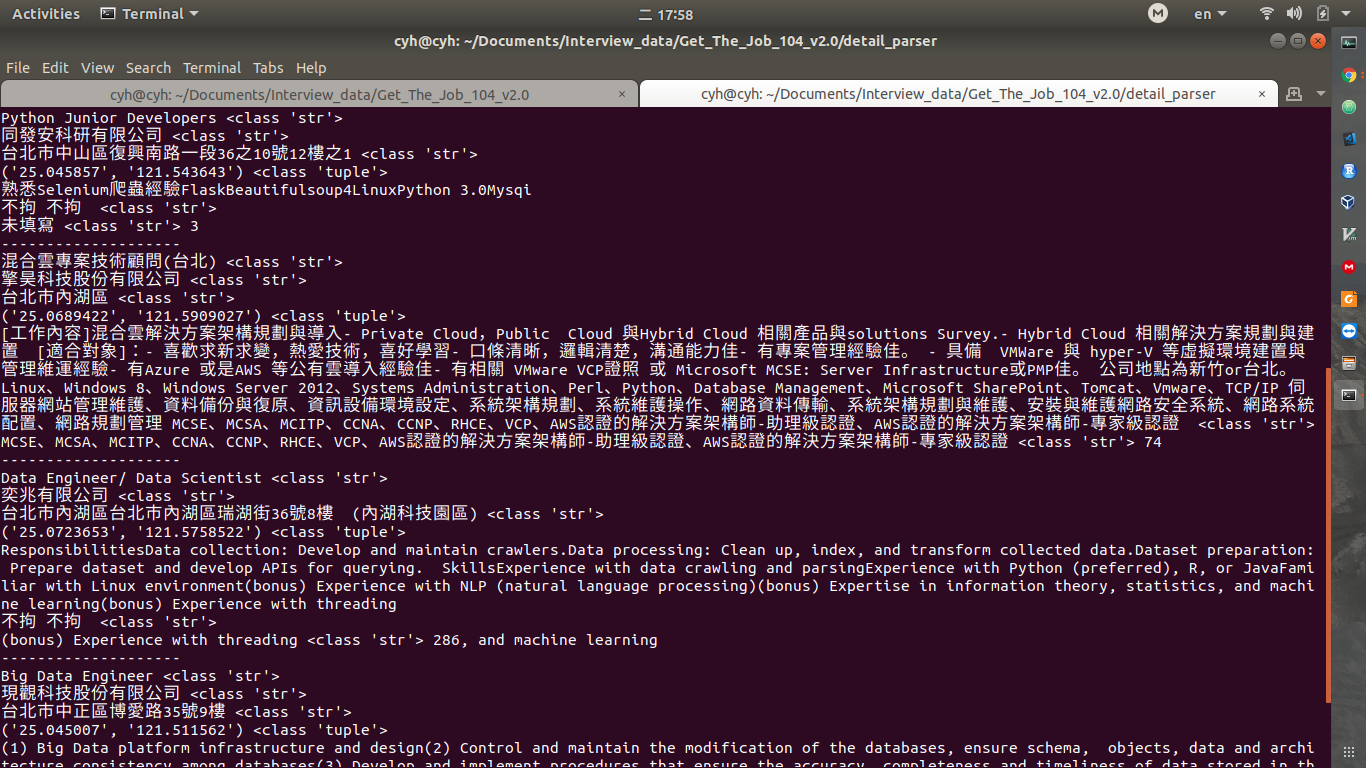 Activities Terminal 二 17:58 M en
cyh@cyh: ~/Documents/Interview_data/Get_The_Job_104_v2.0/detail_parser
File Edit View Search Terminal Tabs Help
cyh@cyh: ~/Documents/Interview_data/Get_The_Job_104_v2.0 × cyh@cyh: ~/Documents/Interview_data/Get_The_Job_104_v2.0/detail_parser ×
Python Junior Developers <class 'str'>
同發安科研有限公司 <class 'str'>
台北市中山區復興南路一段36之10號12樓之1 <class 'str'>
('25.045857', '121.543643') <class 'tuple'>
熟悉Selenium爬蟲經驗FlaskBeautifulsoup4LinuxPython 3.0Mysqi
不拘 不拘  <class 'str'>
未填寫 <class 'str'> 3
--------------------
混合雲專案技術顧問(台北) <class 'str'>
擎昊科技股份有限公司 <class 'str'>
台北市內湖區 <class 'str'>
('25.0689422', '121.5909027') <class 'tuple'>
[工作內容]混合雲解決方案架構規劃與導入- Private Cloud，Public  Cloud 與Hybrid Cloud 相關產品與solutions Survey.- Hybrid Cloud 相關解決方案規劃與建
置  [適合對象]：- 喜歡求新求變，熱愛技術，喜好學習- 口條清晰，邏輯清楚，溝通能力佳- 有專案管理經驗佳。 - 具備  VMWare 與 hyper-V 等虛擬環境建置與
管理維運經驗- 有Azure 或是AWS 等公有雲導入經驗佳- 有相關 VMware VCP證照 或 Microsoft MCSE: Server Infrastructure或PMP佳。 公司地點為新竹or台北。
Linux、Windows 8、Windows Server 2012、Systems Administration、Perl、Python、Database Management、Microsoft SharePoint、Tomcat、Vmware、TCP/IP 伺
服器網站管理維護、資料備份與復原、資訊設備環境設定、系統架構規劃、系統維護操作、網路資料傳輸、系統架構規劃與維護、安裝與維護網路安全系統、網路系統
配置、網路規劃管理 MCSE、MCSA、MCITP、CCNA、CCNP、RHCE、VCP、AWS認證的解決方案架構師-助理級認證、AWS認證的解決方案架構師-專家級認證  <class 'str'>
MCSE、MCSA、MCITP、CCNA、CCNP、RHCE、VCP、AWS認證的解決方案架構師-助理級認證、AWS認證的解決方案架構師-專家級認證 <class 'str'> 74
--------------------
Data Engineer/ Data Scientist <class 'str'>
奕兆有限公司 <class 'str'>
台北市內湖區台北市內湖區瑞湖街36號8樓  (內湖科技園區) <class 'str'>
('25.0723653', '121.5758522') <class 'tuple'>
ResponsibilitiesData collection: Develop and maintain crawlers.Data processing: Clean up, index, and transform collected data.Dataset preparation:
 Prepare dataset and develop APIs for querying.  SkillsExperience with data crawling and parsingExperience with Python (preferred), R, or JavaFami
liar with Linux environment(bonus) Experience with NLP (natural language processing)(bonus) Expertise in information theory, statistics, and machi
ne learning(bonus) Experience with threading
不拘 不拘  <class 'str'>
(bonus) Experience with threading <class 'str'> 286, and machine learning
--------------------
Big Data Engineer <class 'str'>
現觀科技股份有限公司 <class 'str'>
台北市中正區博愛路35號9樓 <class 'str'>
('25.045007', '121.511562') <class 'tuple'>
(1) Big Data platform infrastructure and design(2) Control and maintain the modification of the databases, ensure schema,  objects, data and archi
tecture consistency among databases(3) Develop and implement procedures that ensure the accuracy, completeness and timeliness of data stored in th